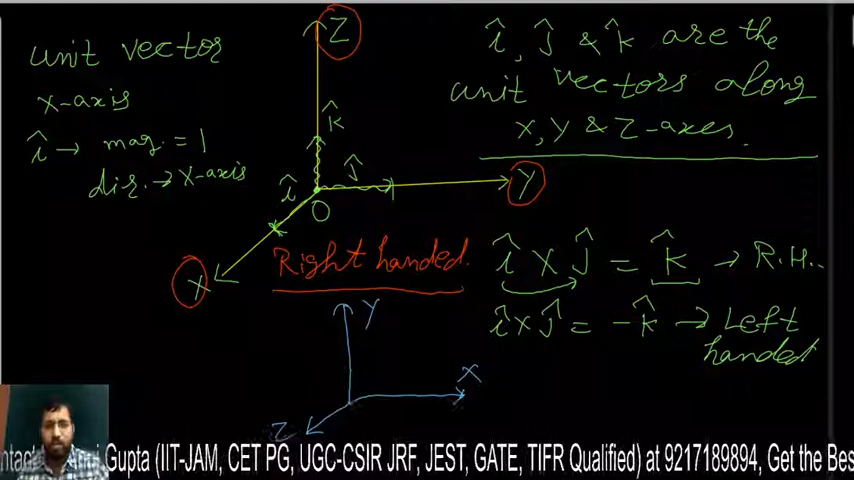 unit vector
x-axis
î → mag. = 1
dir. → x-axis
Z
k̂
ĵ
î
O
Y
X
Right handed.
î, ĵ & k̂ are the
unit vectors along
x, y & z-axes.
î x ĵ = k̂ → R.H.
î x ĵ = - k̂ → Left
handed
Y
X
Z
Gupta (IIT-JAM, CET PG, UGC-CSIR JRF, JEST, GATE, TIFR Qualified) at 9217189894, Get the Bes